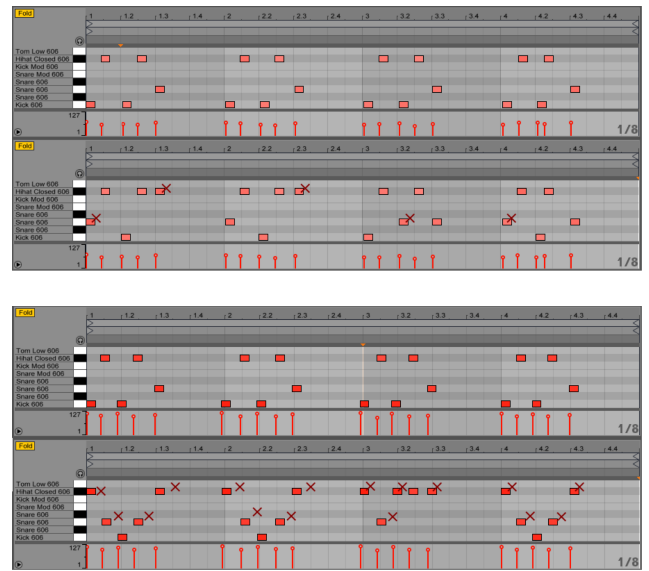 Fold
1 1.2 1.3 1.4 2 2.2 2.3 2.4 3 3.2 3.3 3.4 4 4.2 4.3 4.4
Tom Low 606
Hihat Closed 606
Kick Mod 606
Snare Mod 606
Snare 606
Snare 606
Snare 606
Kick 606
127
1
1/8
Fold
1 1.2 1.3 1.4 2 2.2 2.3 2.4 3 3.2 3.3 3.4 4 4.2 4.3 4.4
Tom Low 606
Hihat Closed 606
Kick Mod 606
Snare Mod 606
Snare 606
Snare 606
Snare 606
Kick 606
127
1
1/8
Fold
1 1.2 1.3 1.4 2 2.2 2.3 2.4 3 3.2 3.3 3.4 4 4.2 4.3 4.4
Tom Low 606
Hihat Closed 606
Kick Mod 606
Snare Mod 606
Snare 606
Snare 606
Snare 606
Kick 606
127
1
1/8
Fold
1 1.2 1.3 1.4 2 2.2 2.3 2.4 3 3.2 3.3 3.4 4 4.2 4.3 4.4
Tom Low 606
Hihat Closed 606
Kick Mod 606
Snare Mod 606
Snare 606
Snare 606
Snare 606
Kick 606
127
1
1/8